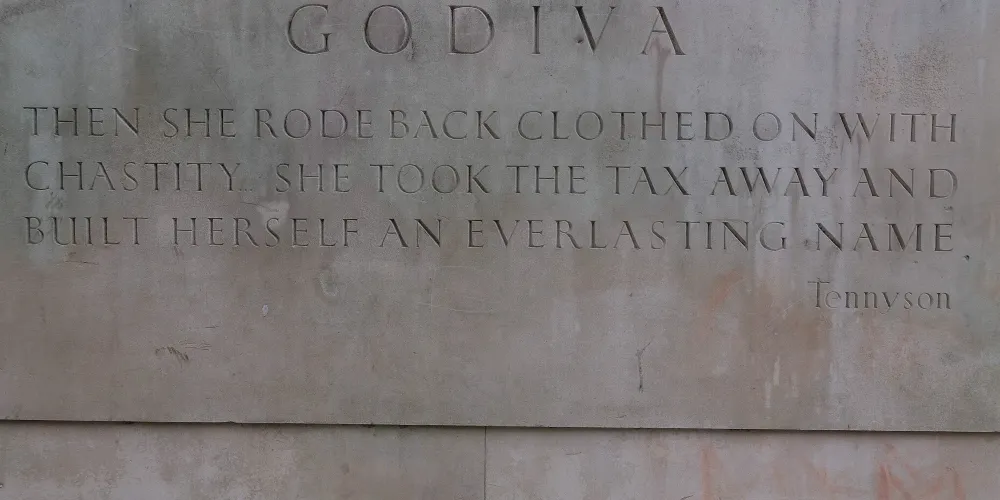 GODIVA
THEN SHE RODE BACK CLOTHED ON WITH
CHASTITY. SHE TOOK THE TAX AWAY AND
BUILT HERSELF AN EVERLASTING NAME
Tennyson